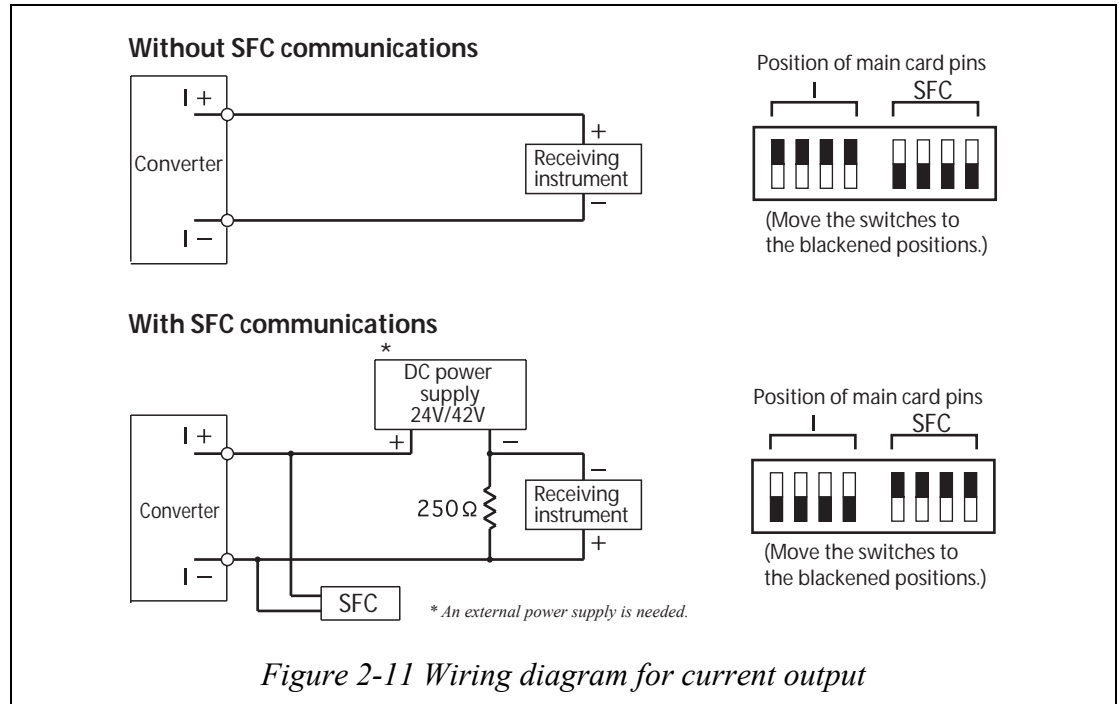 Without SFC communications
I +
Converter
I −
+
Receiving
instrument
−
Position of main card pins
I SFC
(Move the switches to
the blackened positions.)
With SFC communications
*
DC power
supply
24V/42V
+ −
I +
Converter
I −
250Ω
−
Receiving
instrument
+
SFC
* An external power supply is needed.
Position of main card pins
I SFC
(Move the switches to
the blackened positions.)
Figure 2-11 Wiring diagram for current output